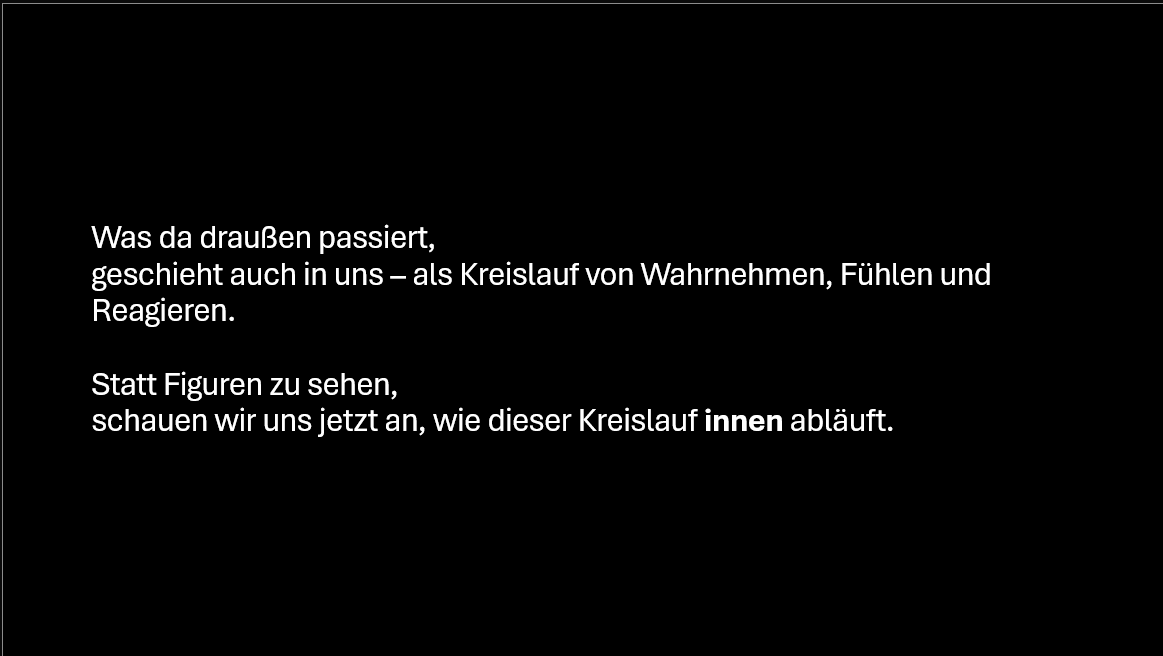 Was da draußen passiert,
geschieht auch in uns – als Kreislauf von Wahrnehmen, Fühlen und
Reagieren.
Statt Figuren zu sehen,
schauen wir uns jetzt an, wie dieser Kreislauf innen abläuft.